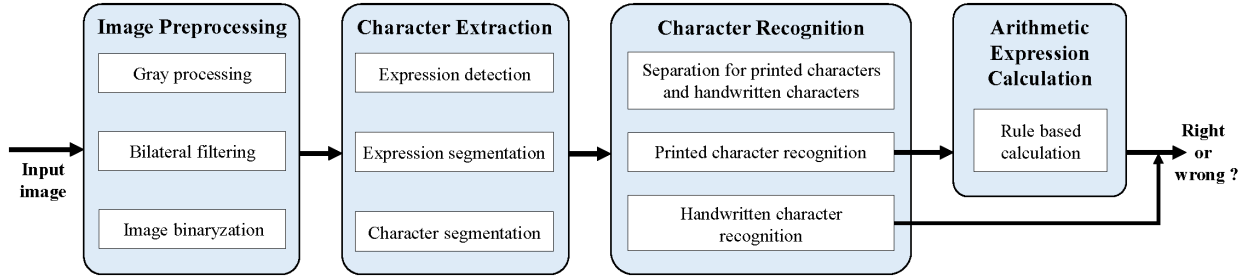 Input
image
Image Preprocessing
Gray processing
Bilateral filtering
Image binaryzation
Character Extraction
Expression detection
Expression segmentation
Character segmentation
Character Recognition
Separation for printed characters
and handwritten characters
Printed character recognition
Handwritten character
recognition
Arithmetic
Expression
Calculation
Rule based
calculation
Right
or
wrong ?